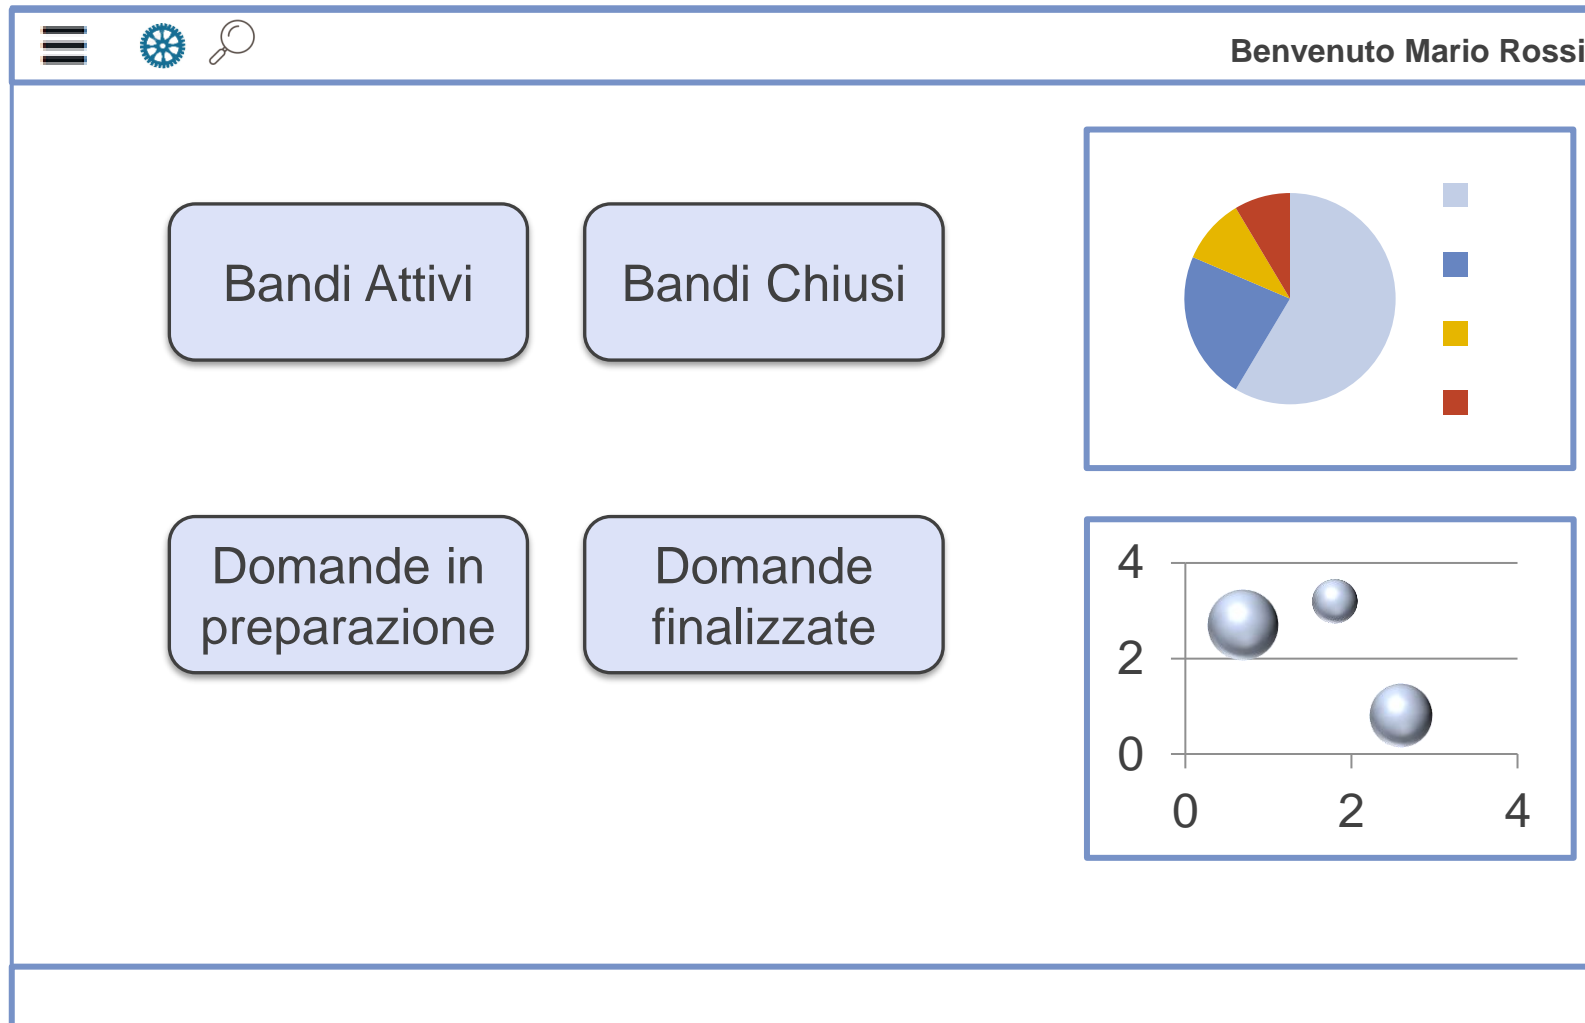 Benvenuto Mario Rossi
Bandi Attivi
Bandi Chiusi
Domande in
preparazione
Domande
finalizzate
4
2
0
0 2 4